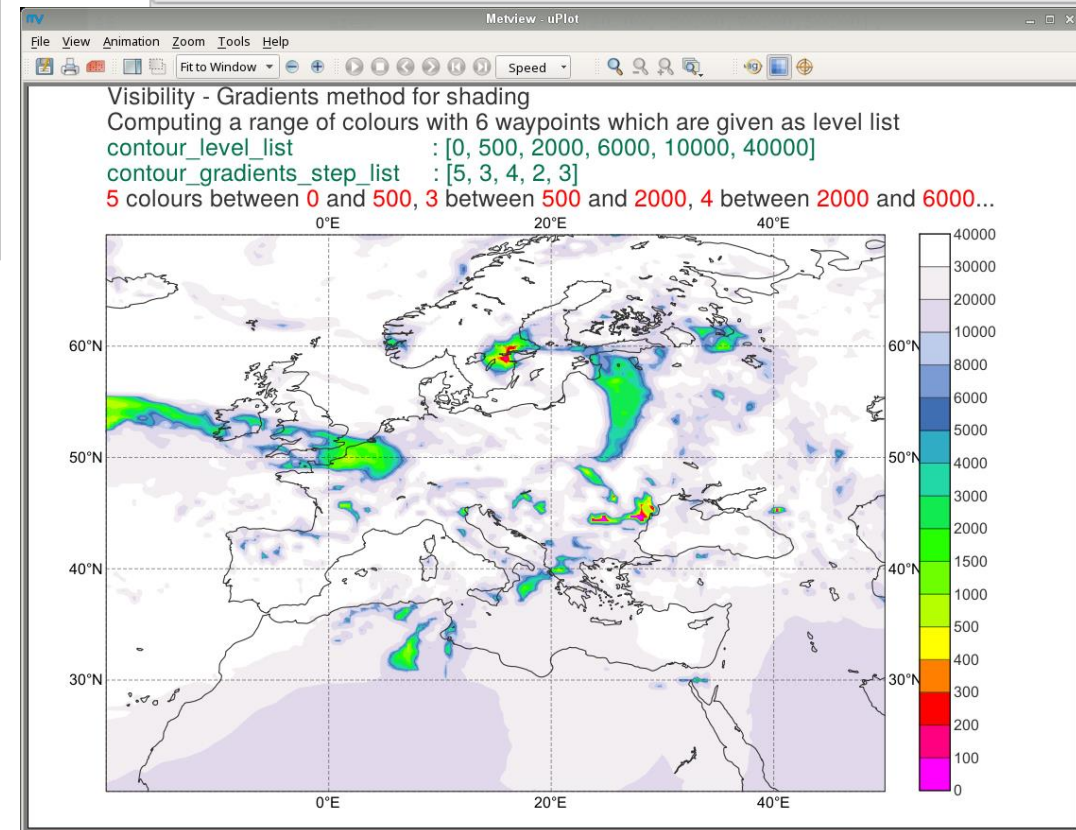 Metview - uPlot
File View Animation Zoom Tools Help
Fit to Window Speed
Visibility - Gradients method for shading
Computing a range of colours with 6 waypoints which are given as level list
contour_level_list : [0, 500, 2000, 6000, 10000, 40000]
contour_gradients_step_list : [5, 3, 4, 2, 3]
5 colours between 0 and 500, 3 between 500 and 2000, 4 between 2000 and 6000...
0°E 20°E 40°E
40000
30000
20000
10000
60°N 60°N
8000
6000
5000
50°N 50°N
4000
3000
2000
1500
40°N 40°N
1000
500
400
30°N 30°N
300
200
100
0
0°E 20°E 40°E